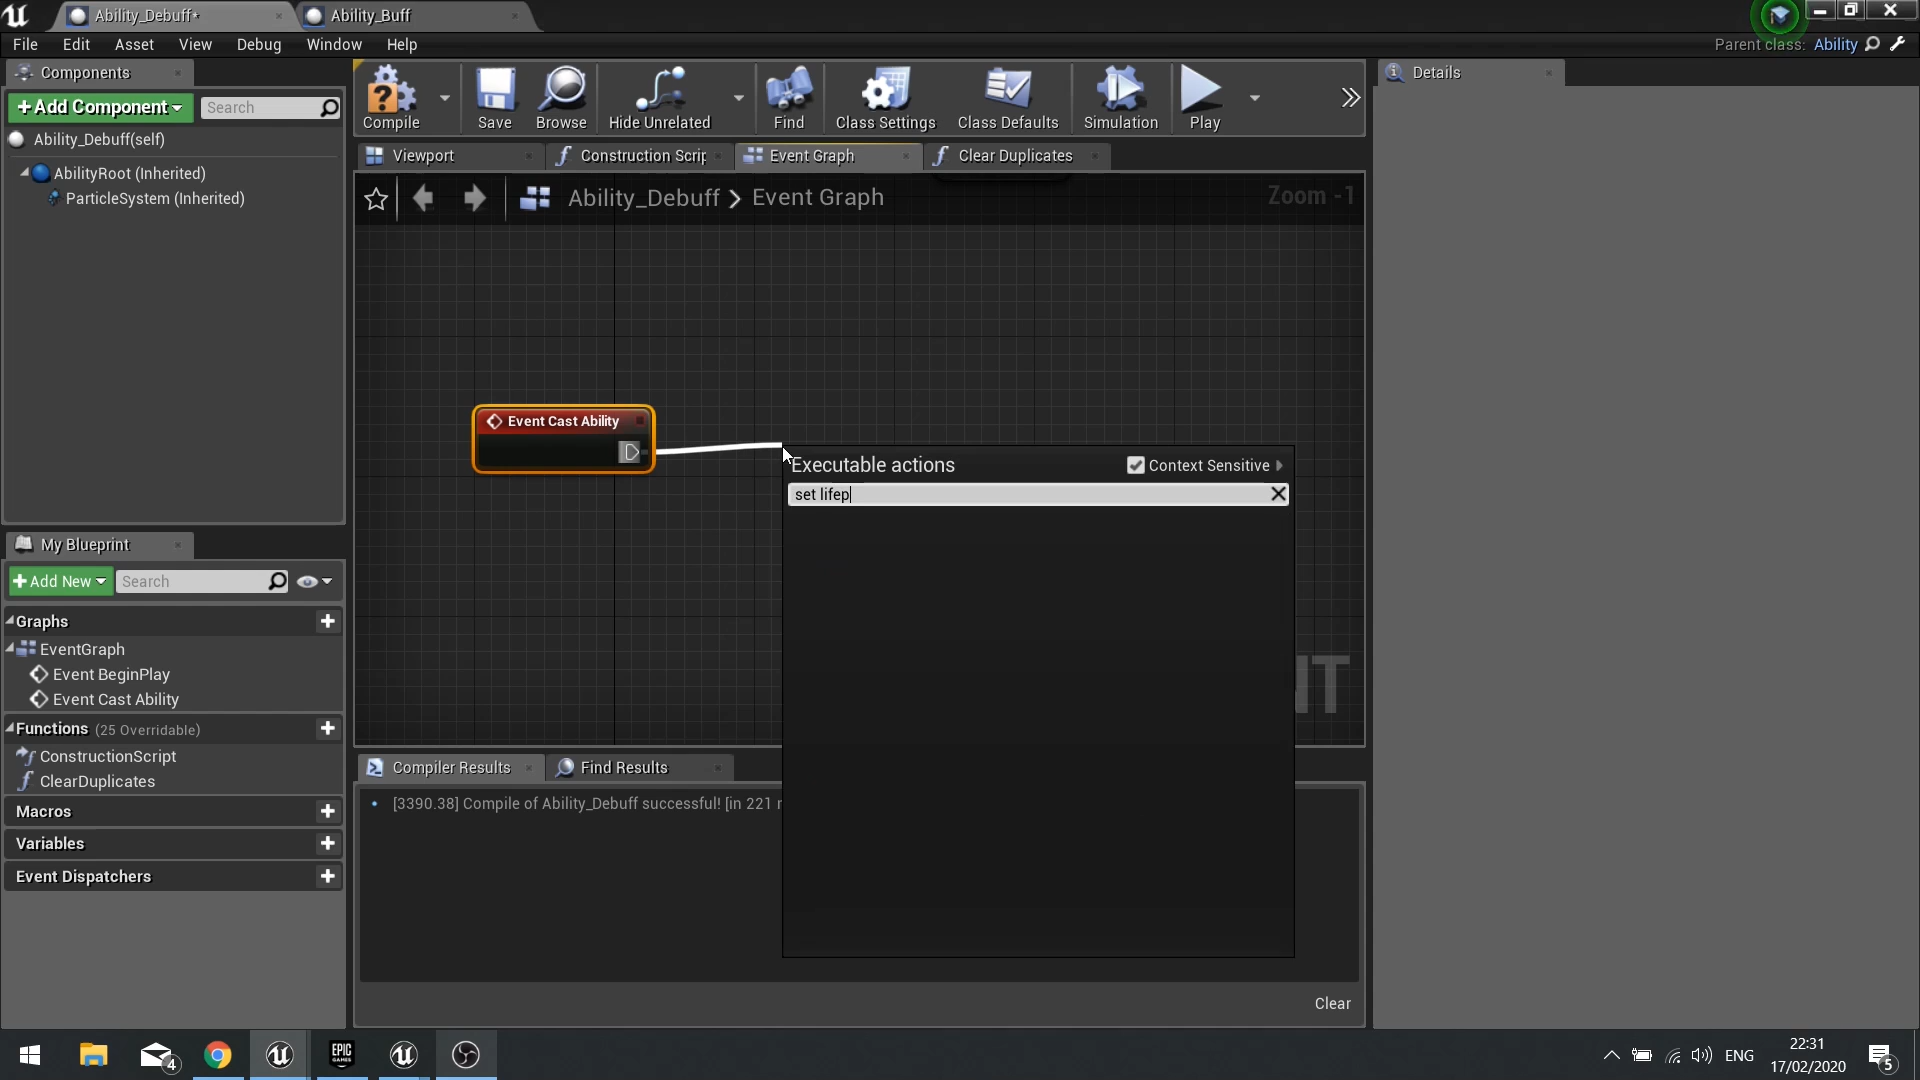 Ability_Debuff*
Ability_Buff
File Edit Asset View Debug Window Help
Parent class: Ability
Components
Details
+Add Component
Search
Ability_Debuff(self)
AbilityRoot (Inherited)
ParticleSystem (Inherited)
Compile
Save
Browse
Hide Unrelated
Find
Class Settings
Class Defaults
Simulation
Play
Viewport
Construction Scrip
Event Graph
Clear Duplicates
Ability_Debuff > Event Graph
Zoom -1
Event Cast Ability
Executable actions
Context Sensitive
set lifep
NT
My Blueprint
+Add New
Search
Graphs
EventGraph
Event BeginPlay
Event Cast Ability
Functions (25 Overridable)
ConstructionScript
ClearDuplicates
Macros
Variables
Event Dispatchers
Compiler Results
Find Results
[3390.38] Compile of Ability_Debuff successful! [in 221
Clear
4
EPIC
GAMES
ENG
22:31
17/02/2020
5